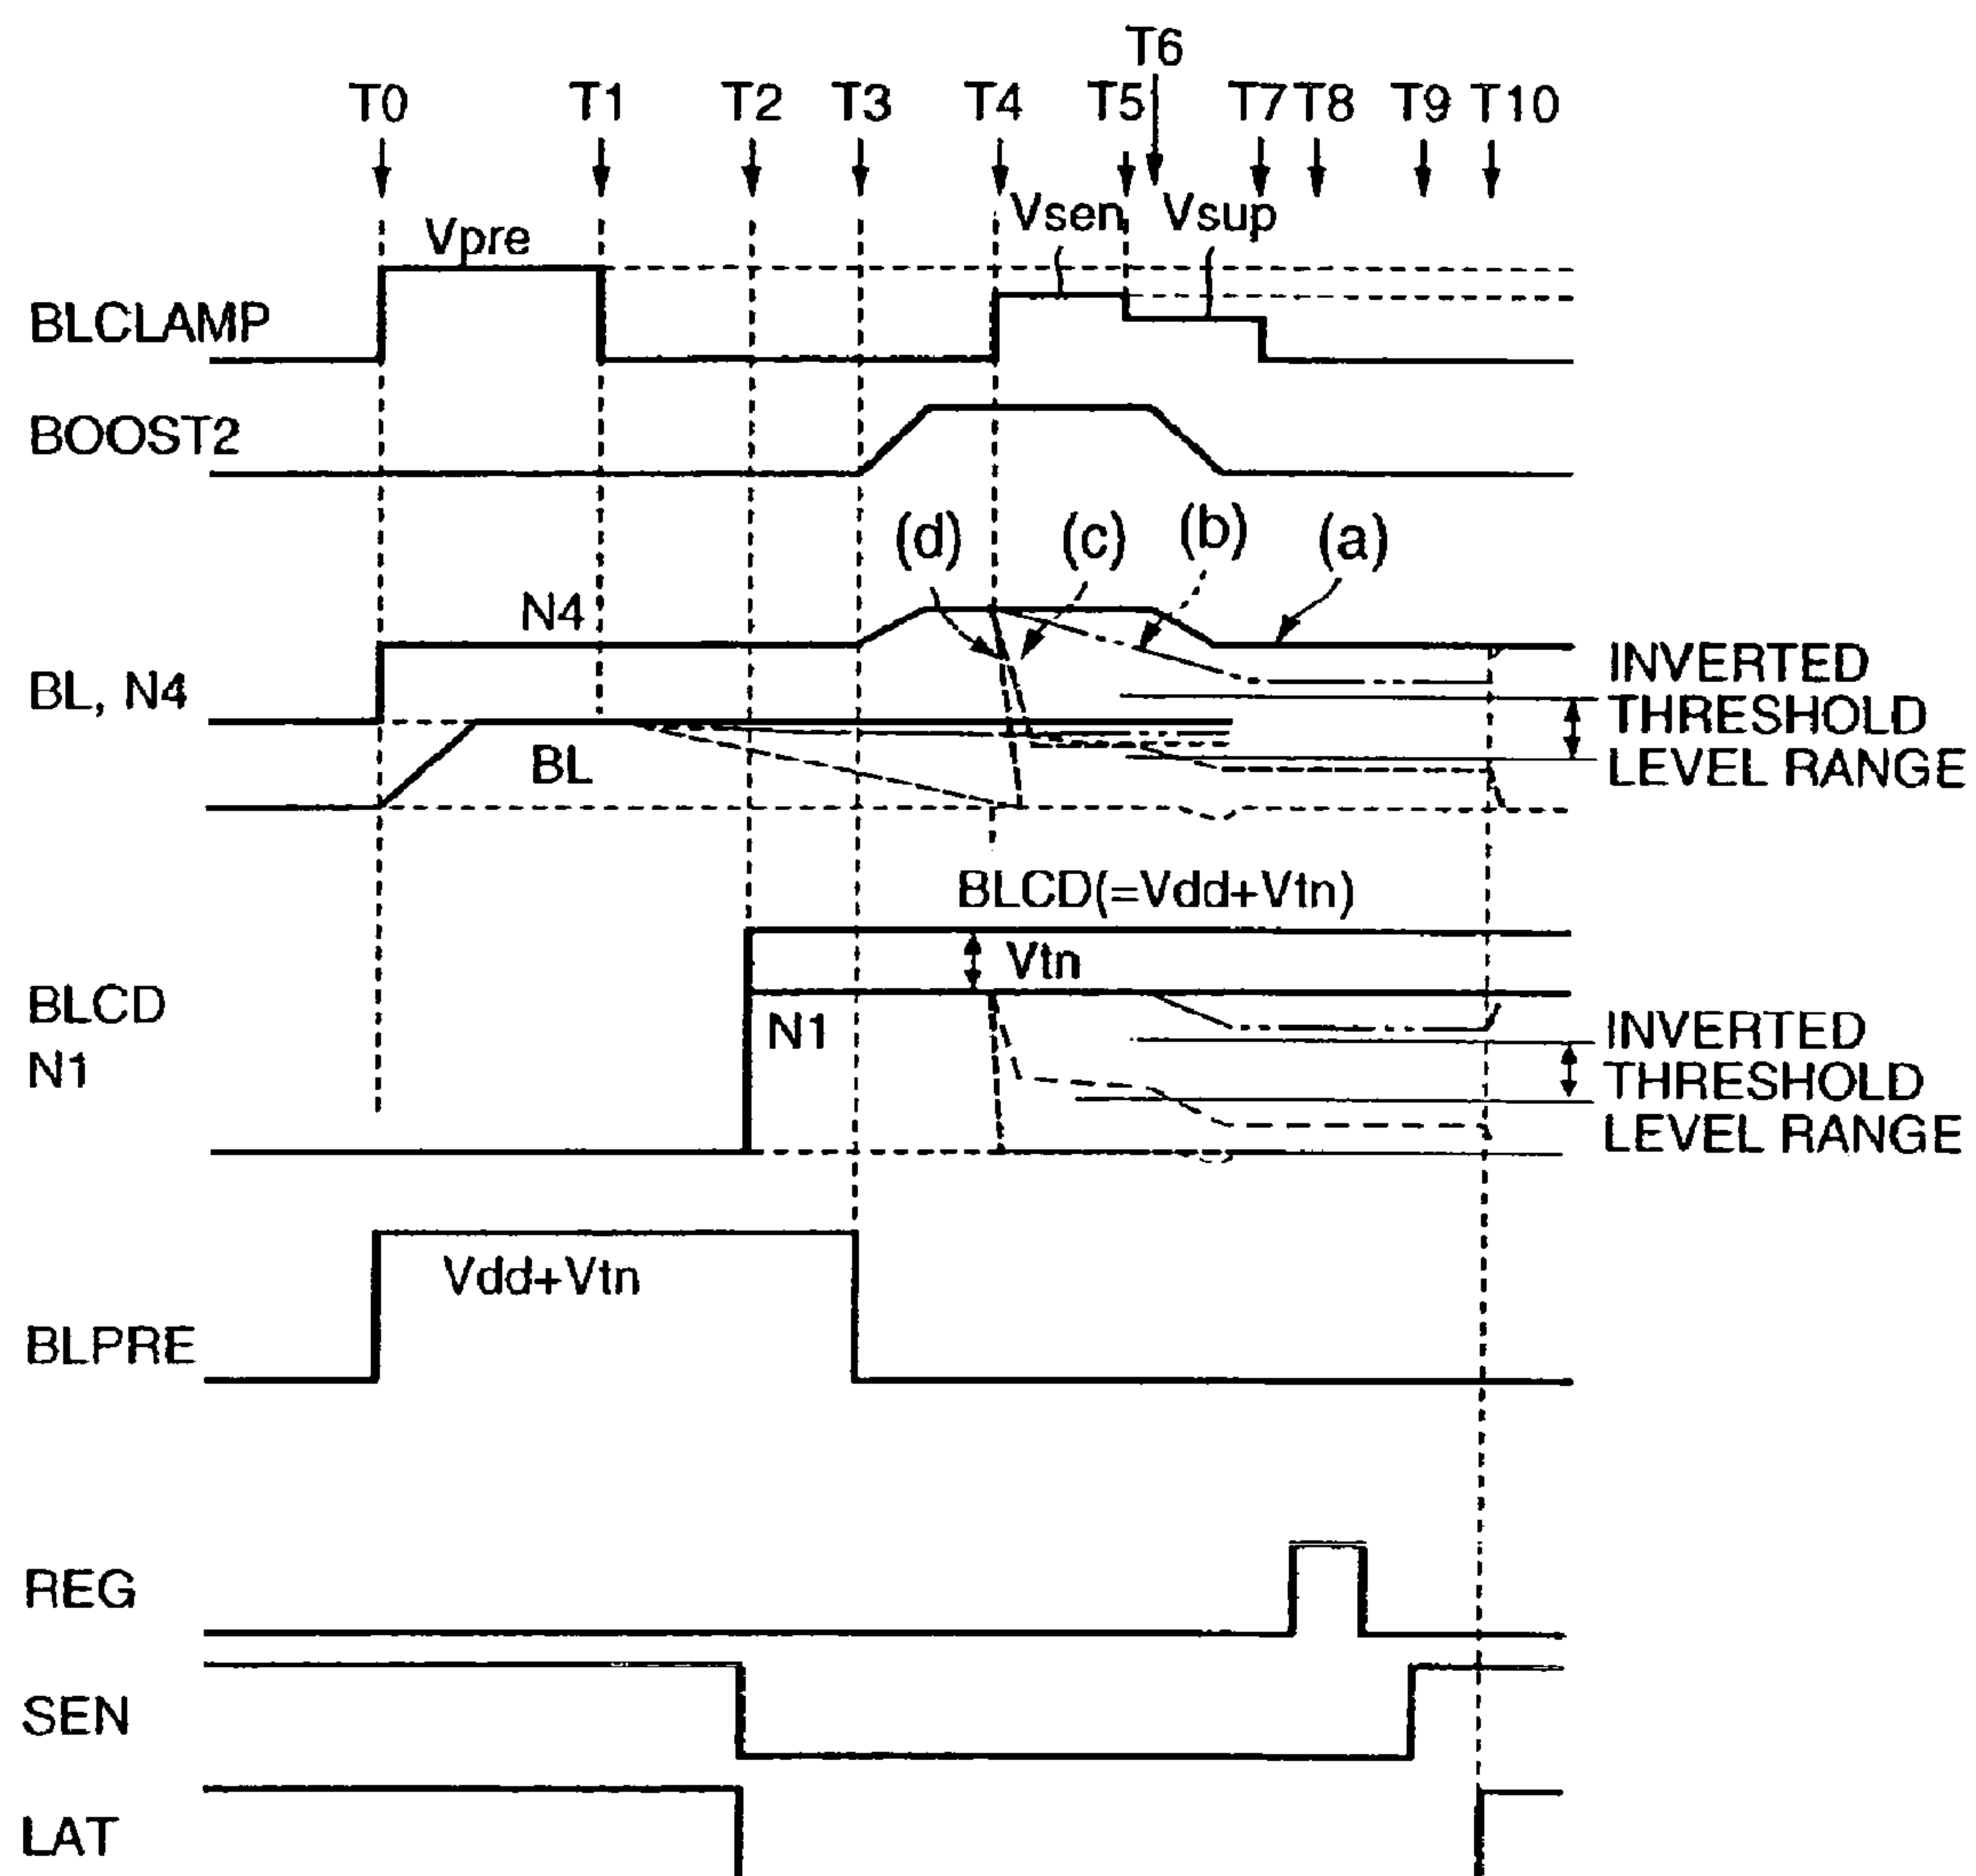 T6
T0 T1 T2 T3 T4 T5 T7 T8 T9 T10
Vpre Vsen Vsup
BLCLAMP
BOOST2
(d) (c) (b) (a)
N4
BL, N4
BL
INVERTED
THRESHOLD
LEVEL RANGE
BLCD(=Vdd+Vtn)
Vtn
BLCD
N1
N1
INVERTED
THRESHOLD
LEVEL RANGE
Vdd+Vtn
BLPRE
REG
SEN
LAT